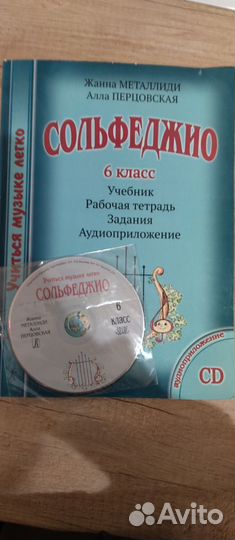 Жанна МЕТАЛЛИДИ
Алла ПЕРЦОВСКАЯ
СОЛЬФЕДЖИО
6 класс
Учебник
Рабочая тетрадь
Задания
Аудиоприложение
УЧИТЬСЯ МУЗЫКЕ ЛЕГКО
Учиться музыке легко
СОЛЬФЕДЖИО
Жанна
МЕТАЛЛИДИ
Алла
ПЕРЦОВСКАЯ
6
класс
аудиоприложение
CD
Avito